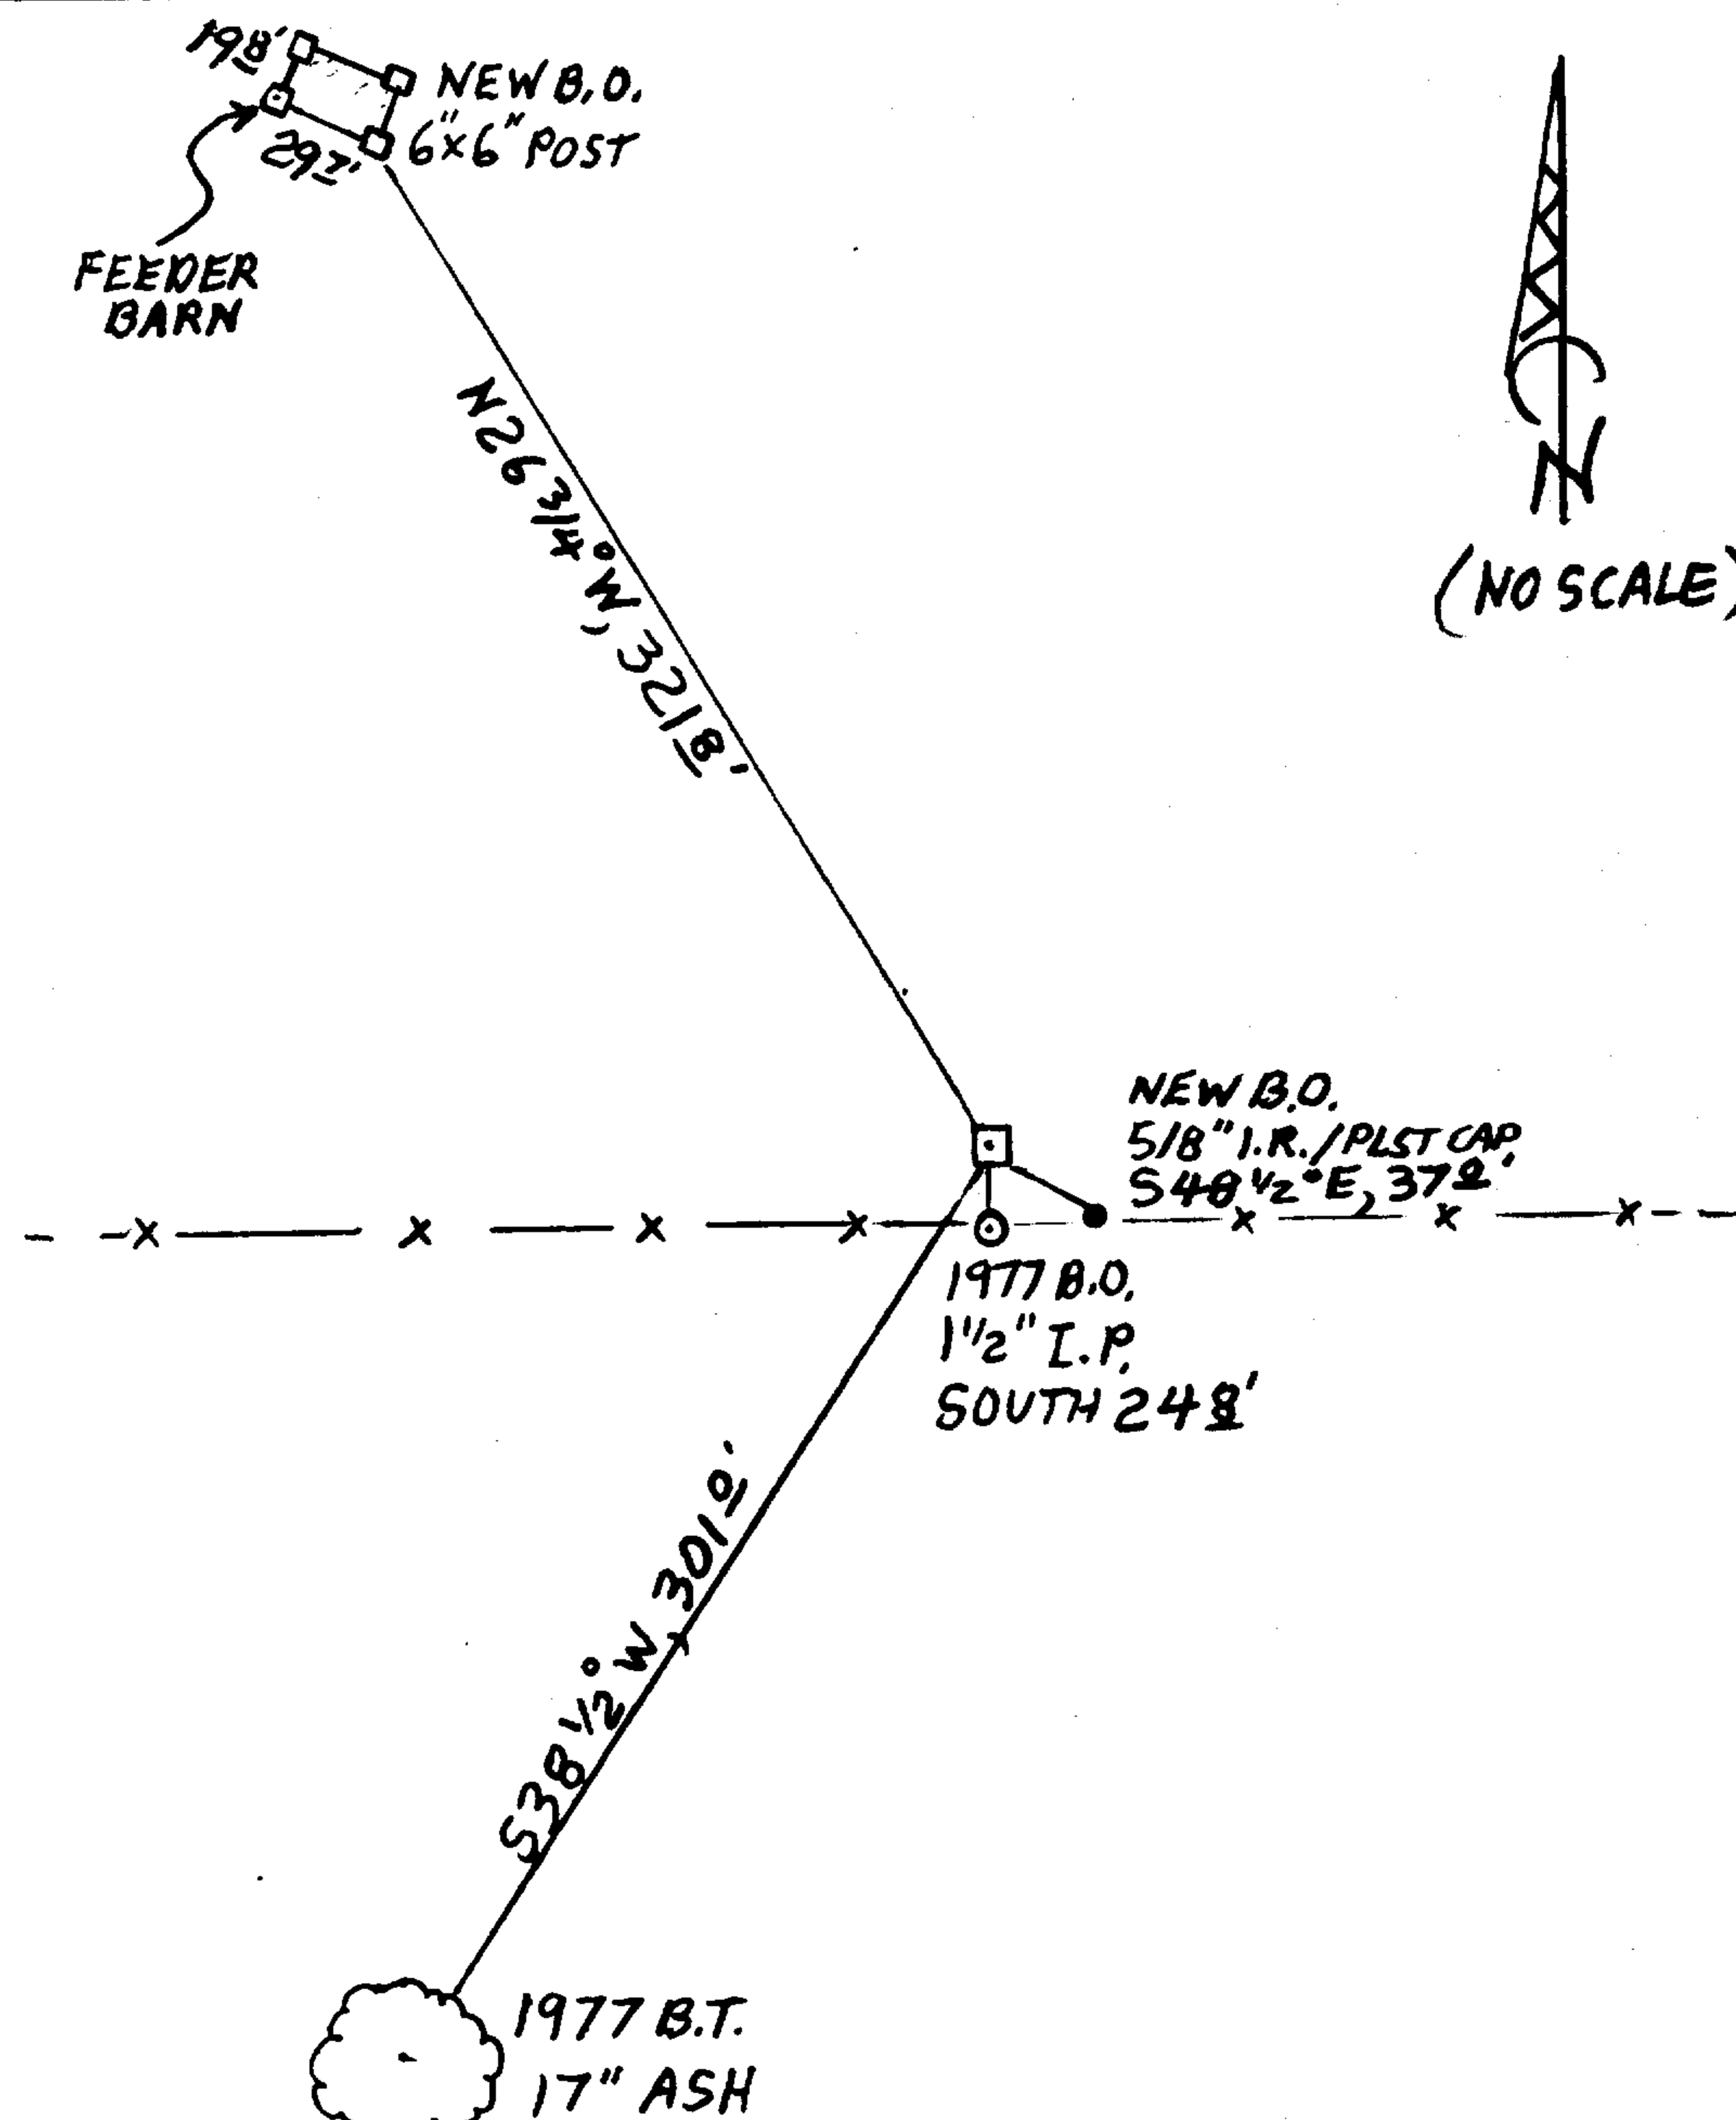 19<u>8</u>'
NEW B.O.
6"x6" POST
29<u>7</u>'
FEEDER
BARN
N
(NO SCALE)
N26 3/4°W, 321<u>8</u>'
NEW B.O.
5/8" I.R./PLST CAP,
S48 1/2°E, 37<u>2</u>'
1977 B.O.
1 1/2" I.P.
SOUTH 24<u>8</u>'
S38 1/2° W 301<u>0</u>'
1977 B.T.
17" ASH